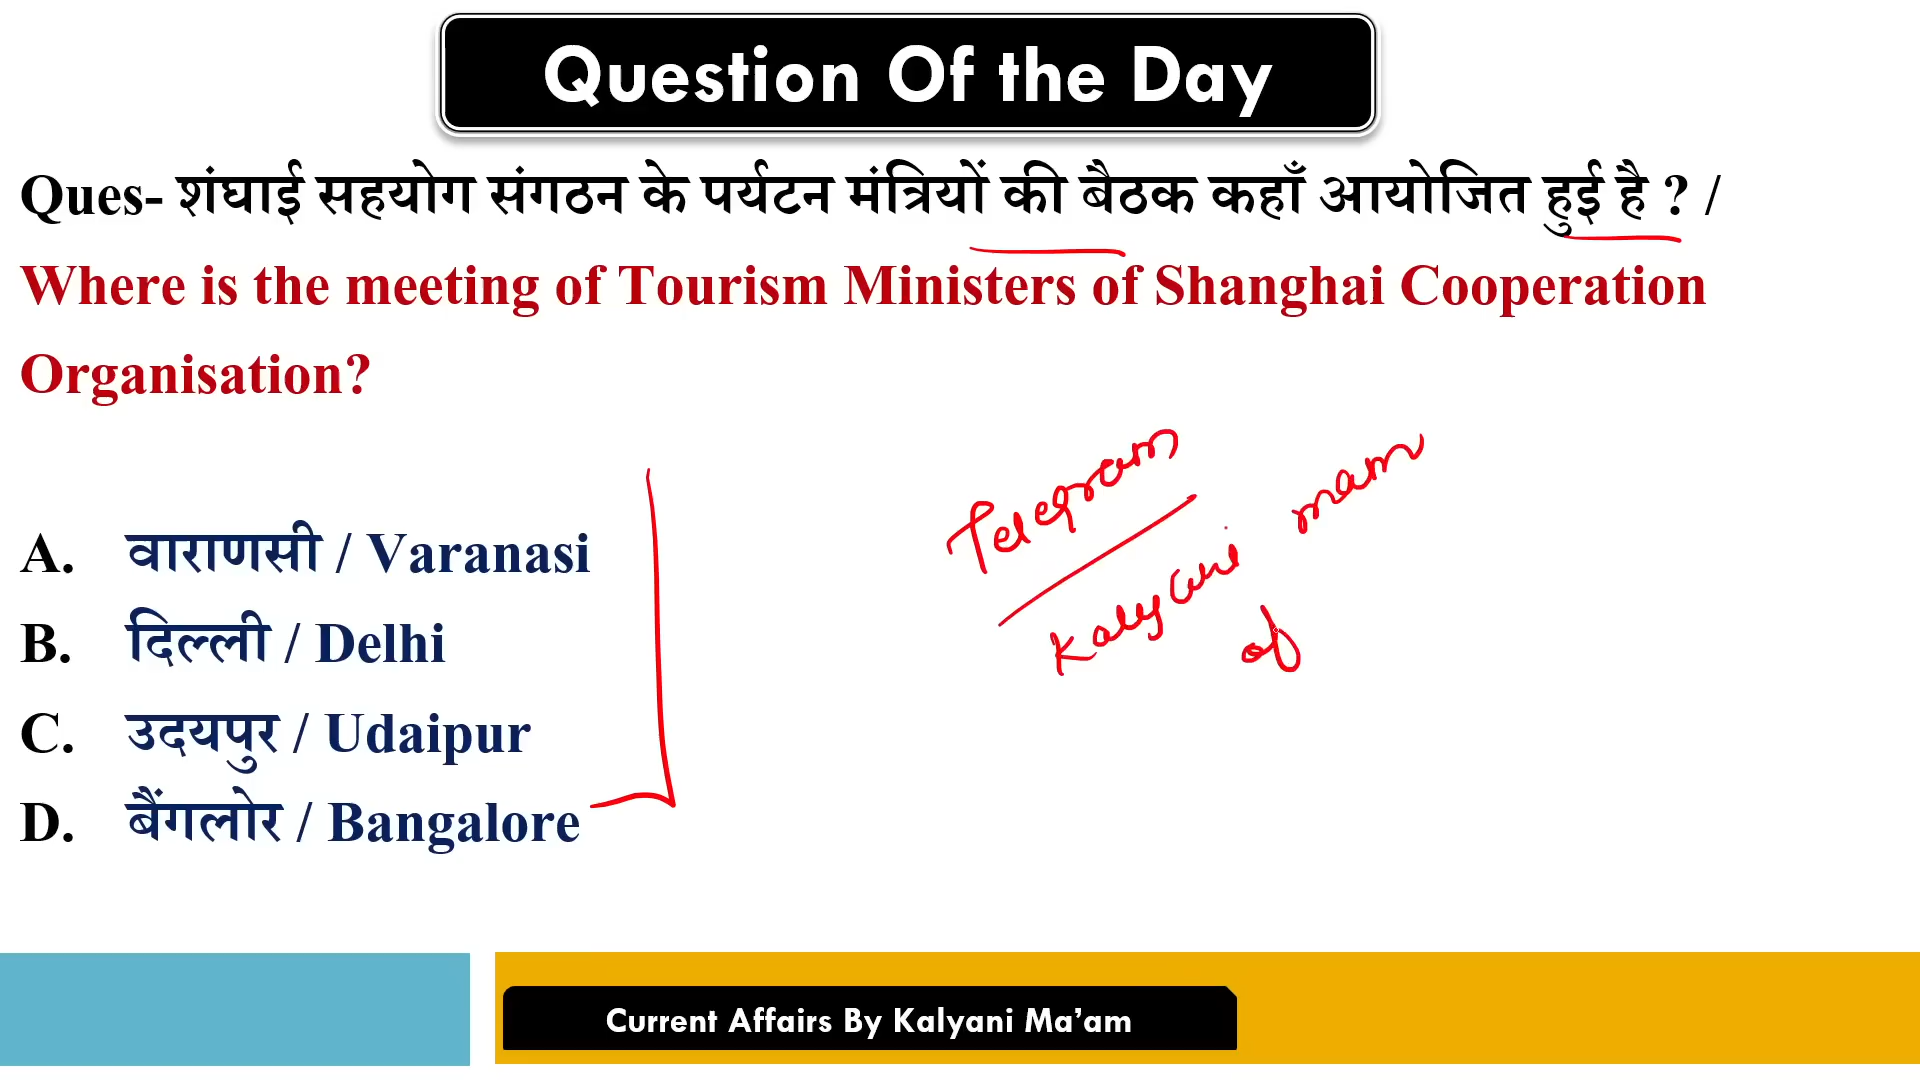 Question Of the Day
Ques- शंघाई सहयोग संगठन के पर्यटन मंत्रियों की बैठक कहाँ आयोजित हुई है ? /
Where is the meeting of Tourism Ministers of Shanghai Cooperation
Organisation?
Telegram
Kalyani mam
of
A. वाराणसी / Varanasi
B. दिल्ली / Delhi
C. उदयपुर / Udaipur
D. बैंगलोर / Bangalore
Current Affairs By Kalyani Ma’am